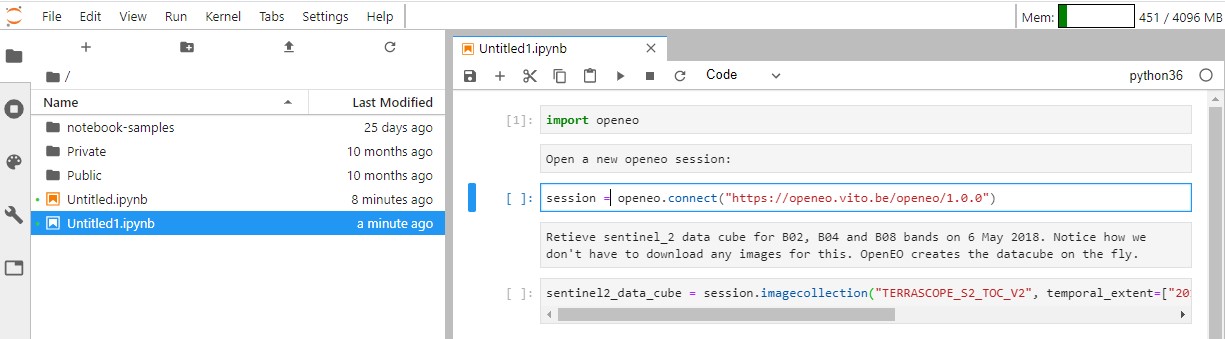 File Edit View Run Kernel Tabs Settings Help
Mem: 451 / 4096 MB
/
Name Last Modified
notebook-samples 25 days ago
Private 10 months ago
Public 10 months ago
Untitled.ipynb 8 minutes ago
Untitled1.ipynb a minute ago
Untitled1.ipynb
Code python36
[1]: import openeo
Open a new openeo session:
[ ]: session = openeo.connect("https://openeo.vito.be/openeo/1.0.0")
Retieve sentinel_2 data cube for B02, B04 and B08 bands on 6 May 2018. Notice how we
don't have to download any images for this. OpenEO creates the datacube on the fly.
[ ]: sentinel2_data_cube = session.imagecollection("TERRASCOPE_S2_TOC_V2", temporal_extent=["20